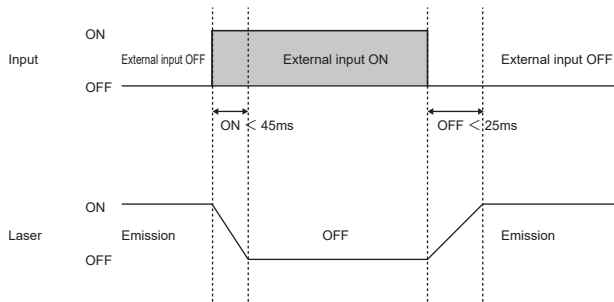 ON
Input External input OFF External input ON External input OFF
OFF
ON < 45ms OFF < 25ms
ON
Laser Emission OFF Emission
OFF